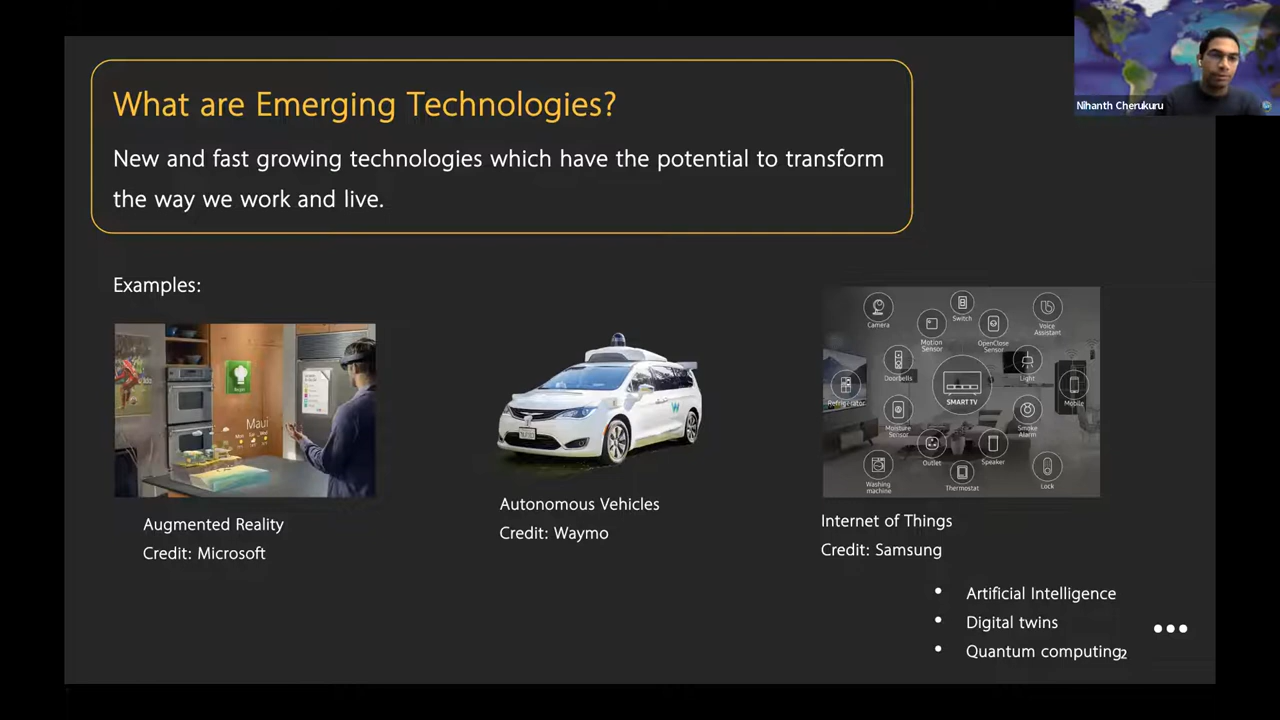 What are Emerging Technologies?
New and fast growing technologies which have the potential to transform
the way we work and live.
Nihanth Cherukuru
Examples:
Maui
Augmented Reality
Credit: Microsoft
Autonomous Vehicles
Credit: Waymo
Camera
Switch
Voice
Assistant
Motion
Sensor
OpenClose
Sensor
Doorbells
Light
Refrigerator
SMART TV
Mobile
Moisture
Sensor
Smoke
Alarm
Outlet
Speaker
Washing
machine
Thermostat
Lock
Internet of Things
Credit: Samsung
• Artificial Intelligence
• Digital twins
• Quantum computing
2